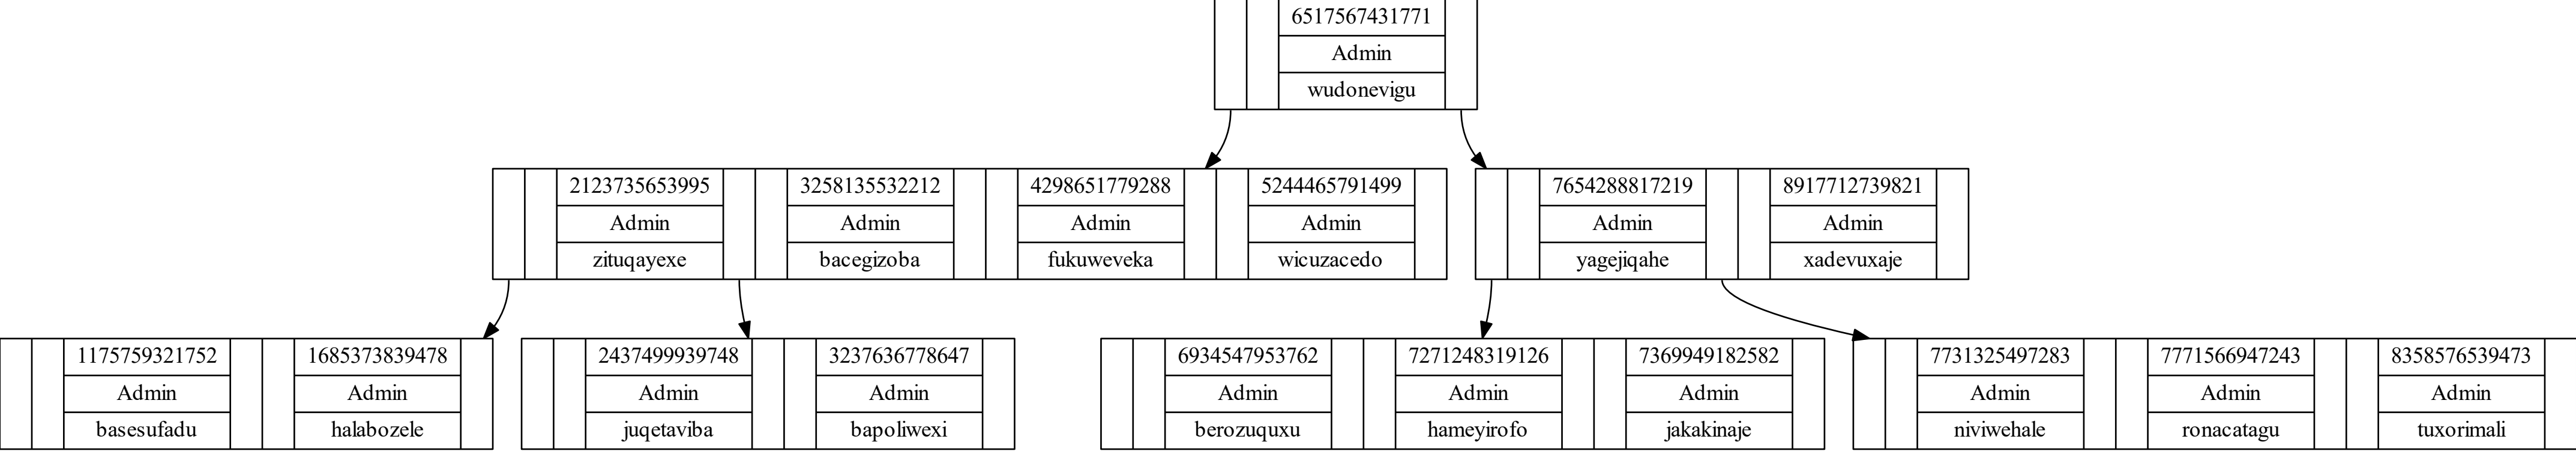 6517567431771
Admin
wudonevigu
2123735653995
Admin
zituqayexe
3258135532212
Admin
bacegizoba
4298651779288
Admin
fukuweveka
5244465791499
Admin
wicuzacedo
7654288817219
Admin
yagejiqahe
8917712739821
Admin
xadevuxaje
1175759321752
Admin
basesufadu
1685373839478
Admin
halabozele
2437499939748
Admin
juqetaviba
3237636778647
Admin
bapoliwexi
6934547953762
Admin
berozuquxu
7271248319126
Admin
hameyirofo
7369949182582
Admin
jakakinaje
7731325497283
Admin
niviwehale
7771566947243
Admin
ronacatagu
8358576539473
Admin
tuxorimali